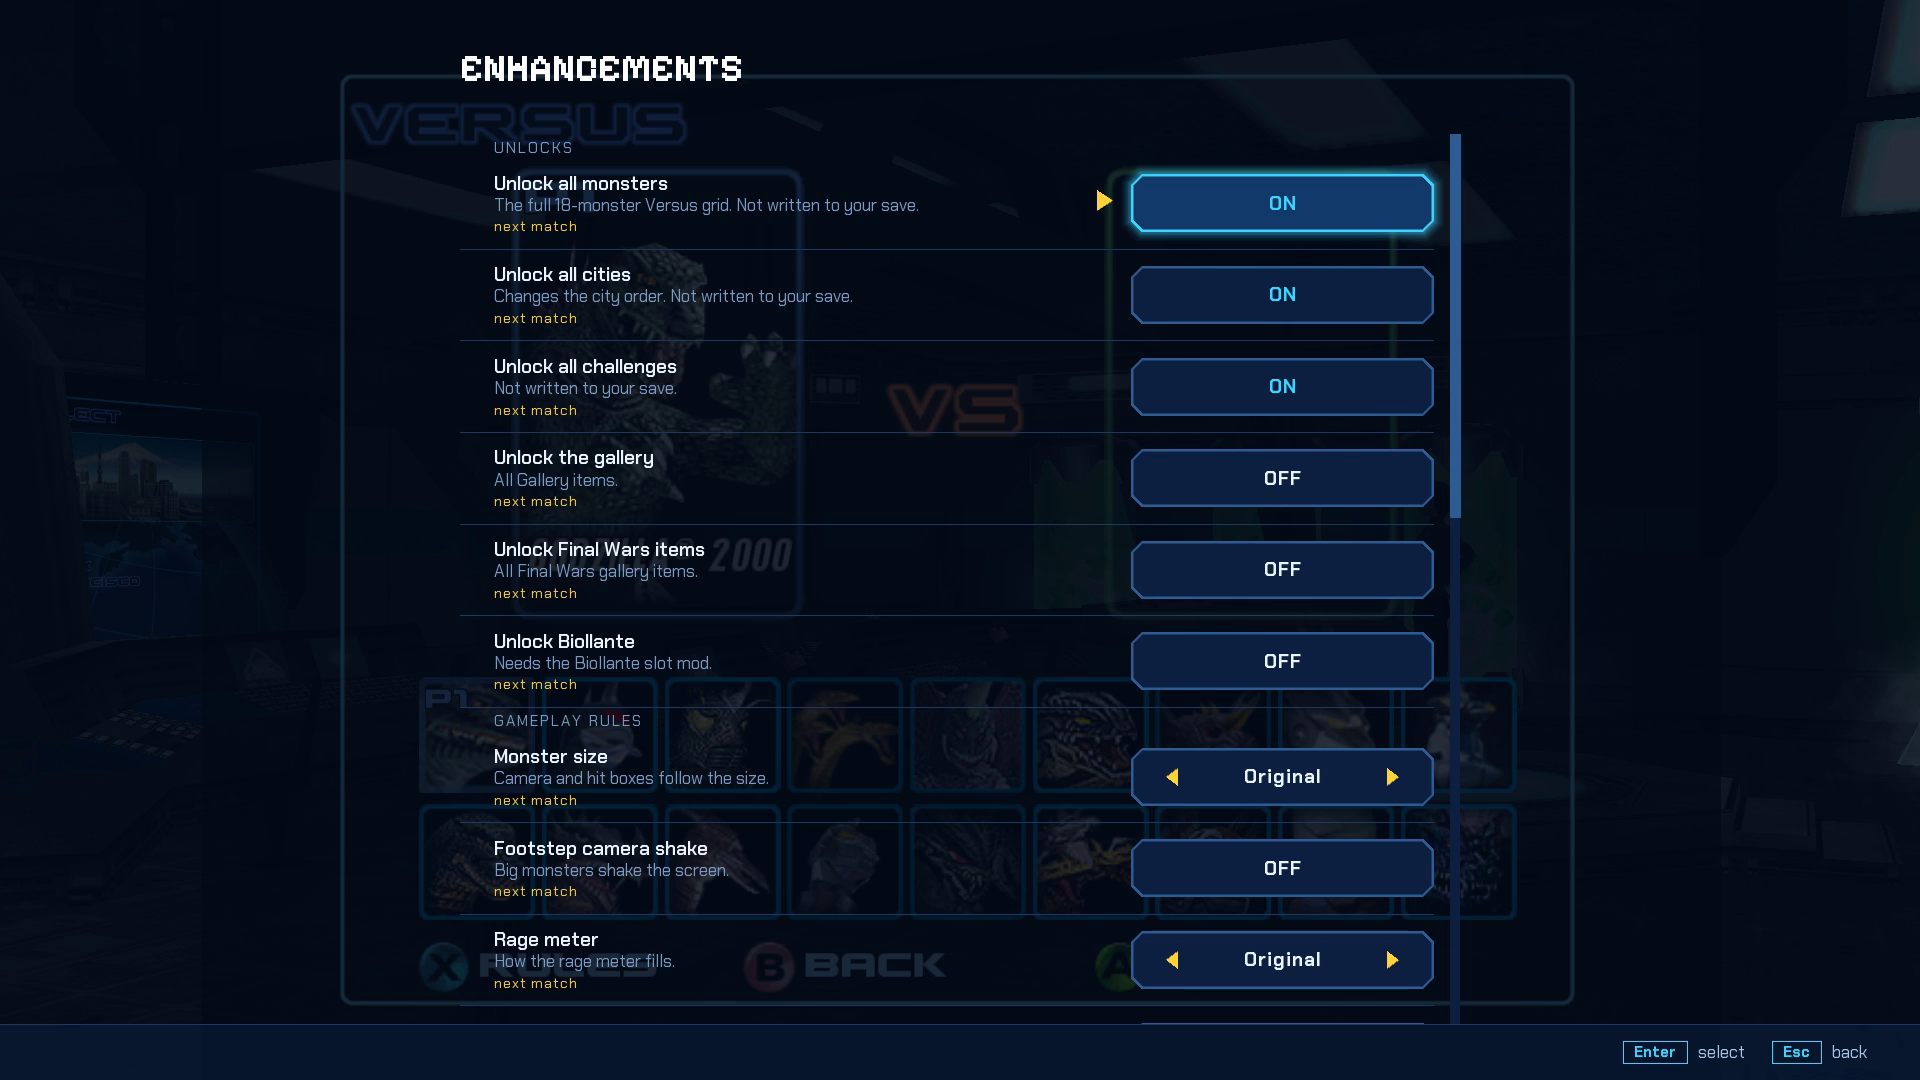 ENHANCEMENTS
VERSUS
UNLOCKS
Unlock all monsters
The full 18-monster Versus grid. Not written to your save.
next match
ON
Unlock all cities
Changes the city order. Not written to your save.
next match
ON
Unlock all challenges
Not written to your save.
next match
ON
VS
Unlock the gallery
All Gallery items.
next match
OFF
Unlock Final Wars items
All Final Wars gallery items.
next match
OFF
2000
Unlock Biollante
Needs the Biollante slot mod.
next match
OFF
P1
GAMEPLAY RULES
Monster size
Camera and hit boxes follow the size.
next match
Original
Footstep camera shake
Big monsters shake the screen.
next match
OFF
Rage meter
How the rage meter fills.
next match
Original
X RULES
B BACK
A
Enter select Esc back